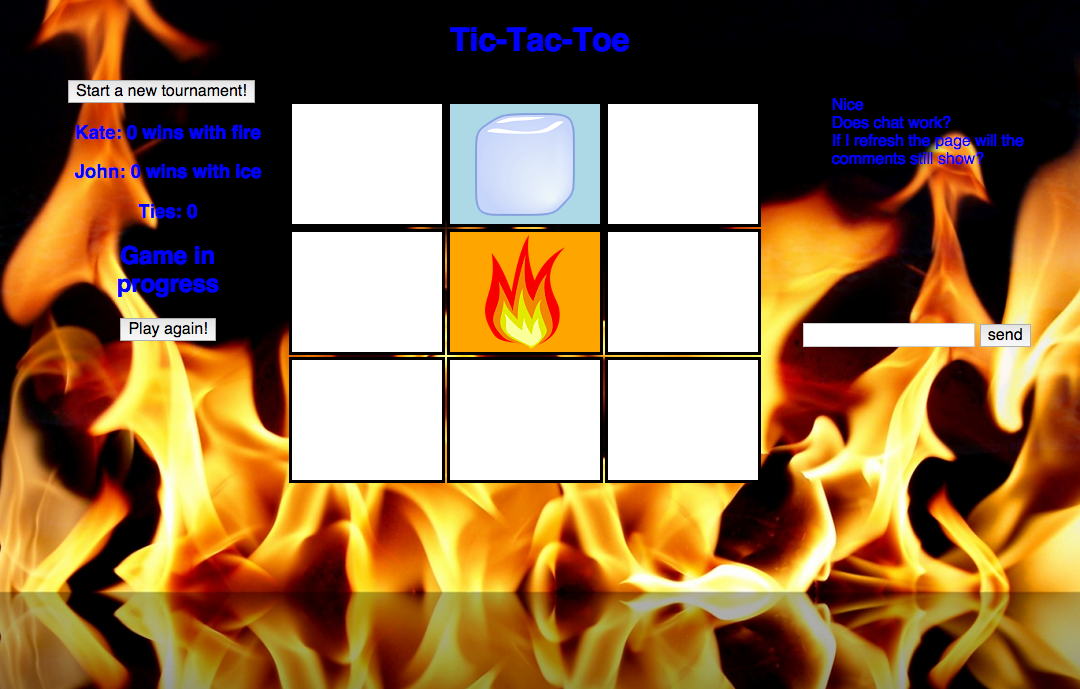 Tic-Tac-Toe
Start a new tournament!
Kate: 0 wins with fire
John: 0 wins with ice
Ties: 0
Game in
progress
Play again!
Nice
Does chat work?
If I refresh the page will the
comments still show?
send